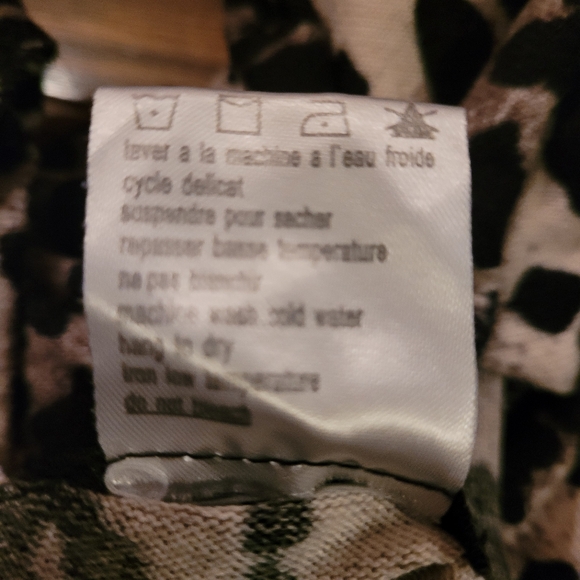 laver a la machine a l'eau froide
cycle delicat
suspendre pour secher
repasser basse temperature
ne pas blanchir
machine wash cold water
hang to dry
iron low temperature
do not bleach